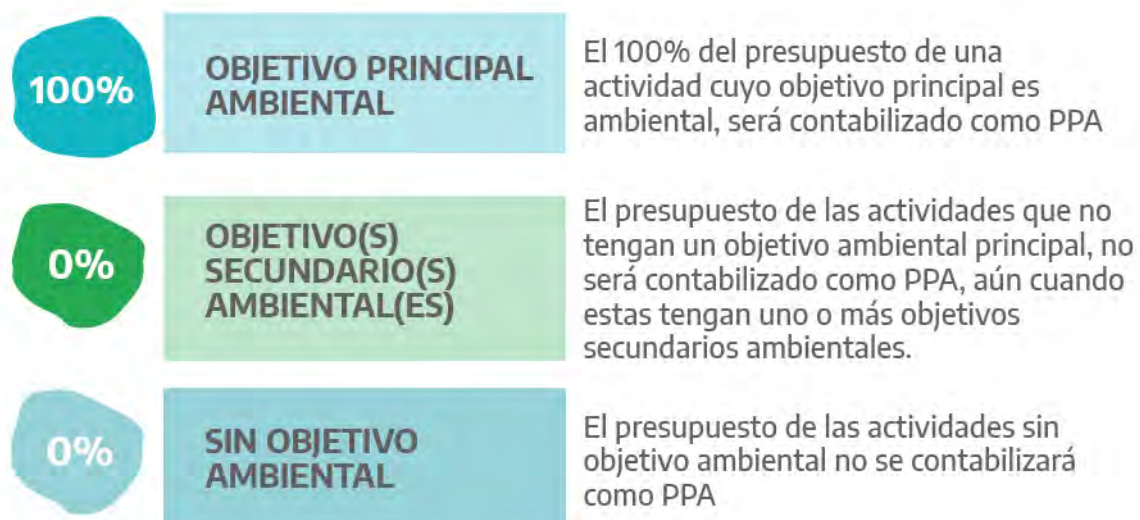 100%
OBJETIVO PRINCIPAL
AMBIENTAL
El 100% del presupuesto de una
actividad cuyo objetivo principal es
ambiental, será contabilizado como PPA
0%
OBJETIVO(S)
SECUNDARIO(S)
AMBIENTAL(ES)
El presupuesto de las actividades que no
tengan un objetivo ambiental principal, no
será contabilizado como PPA, aún cuando
estas tengan uno o más objetivos
secundarios ambientales.
0%
SIN OBJETIVO
AMBIENTAL
El presupuesto de las actividades sin
objetivo ambiental no se contabilizará
como PPA